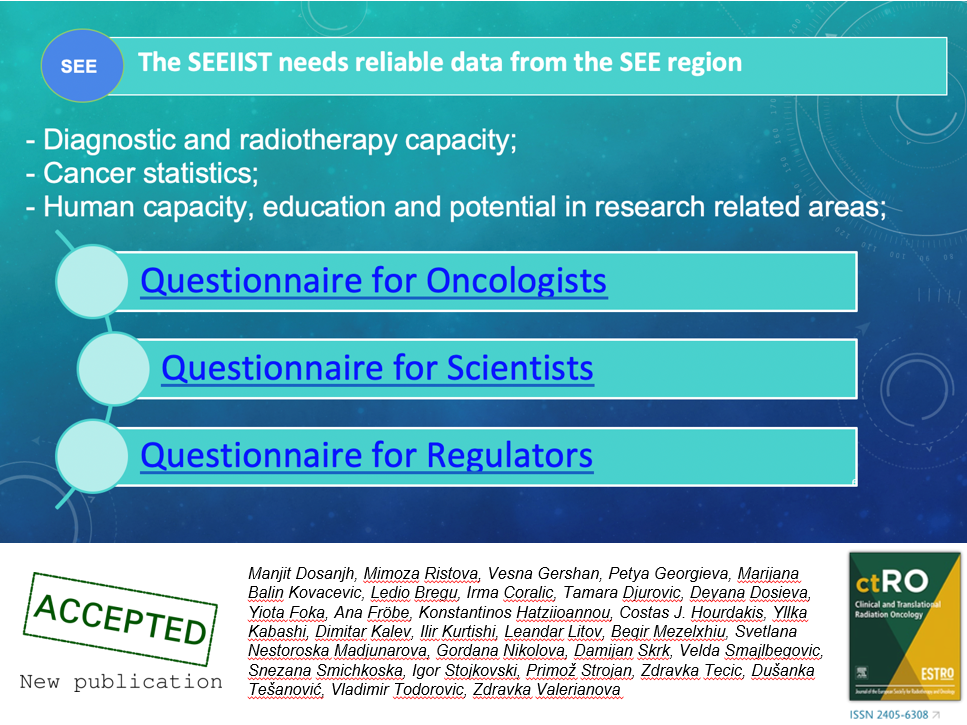 SEE
The SEEIIST needs reliable data from the SEE region
- Diagnostic and radiotherapy capacity;
- Cancer statistics;
- Human capacity, education and potential in research related areas;
Questionnaire for Oncologists
Questionnaire for Scientists
Questionnaire for Regulators
ACCEPTED
New publication
Manjit Dosanjh, Mimoza Ristova, Vesna Gershan, Petya Georgieva, Marijana
Balin Kovacevic, Ledio Bregu, Irma Coralic, Tamara Djurovic, Deyana Dosieva,
Yiota Foka, Ana Fröbe, Konstantinos Hatziioannou, Costas J. Hourdakis, Yllka
Kabashi, Dimitar Kalev, Ilir Kurtishi, Leandar Litov, Beqir Mezelxhiu, Svetlana
Nestoroska Madjunarova, Gordana Nikolova, Damijan Skrk, Velda Smajlbegovic,
Snezana Smichkoska, Igor Stojkovski, Primož Strojan, Zdravka Tecic, Dušanka
Tešanović, Vladimir Todorovic, Zdravka Valerianova
ctRO
Clinical and Translational
Radiation Oncology
ESTRO
ISSN 2405-6308